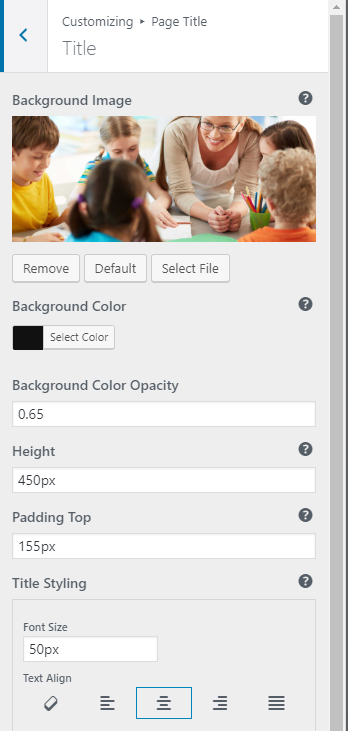 Customizing ▸ Page Title
Title
Background Image
Remove Default Select File
Background Color
Select Color
Background Color Opacity
0.65
Height
450px
Padding Top
155px
Title Styling
Font Size
50px
Text Align